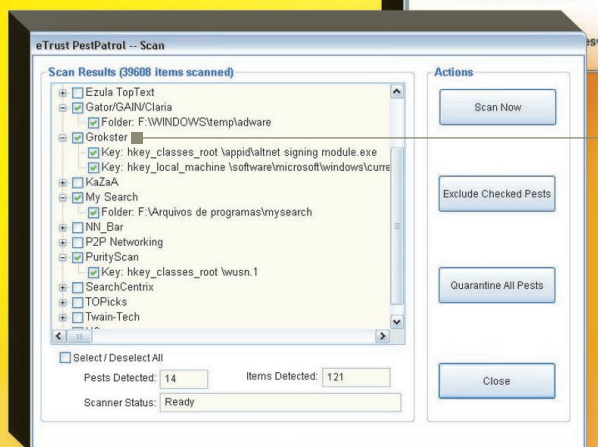 eTrust PestPatrol -- Scan
Scan Results (39608 items scanned)
Ezula TopText
Gator/GAIN/Claria
Folder: F:\WINDOWS\temp\adware
Grokster
Key: hkey_classes_root \appid\altnet signing module.exe
Key: hkey_local_machine \software\microsoft\windows\curre
KaZaA
My Search
Folder: F:\Arquivos de programas\mysearch
NN_Bar
P2P Networking
PurityScan
Key: hkey_classes_root \wusn.1
SearchCentrix
TOPicks
Twain-Tech
Select / Deselect All
Pests Detected: 14
Items Detected: 121
Scanner Status: Ready
Actions
Scan Now
Exclude Checked Pests
Quarantine All Pests
Close